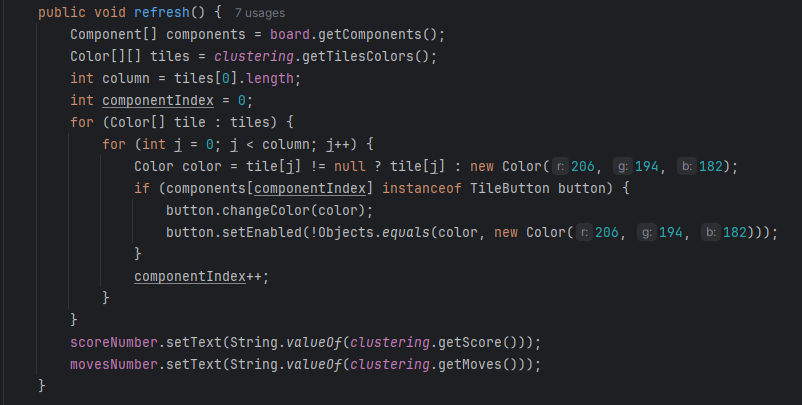 public void refresh() { 7 usages
    Component[] components = board.getComponents();
    Color[][] tiles = clustering.getTilesColors();
    int column = tiles[0].length;
    int componentIndex = 0;
    for (Color[] tile : tiles) {
        for (int j = 0; j < column; j++) {
            Color color = tile[j] != null ? tile[j] : new Color( r: 206, g: 194, b: 182);
            if (components[componentIndex] instanceof TileButton button) {
                button.changeColor(color);
                button.setEnabled(!Objects.equals(color, new Color( r: 206, g: 194, b: 182)));
            }
            componentIndex++;
        }
    }
    scoreNumber.setText(String.valueOf(clustering.getScore()));
    movesNumber.setText(String.valueOf(clustering.getMoves()));
}